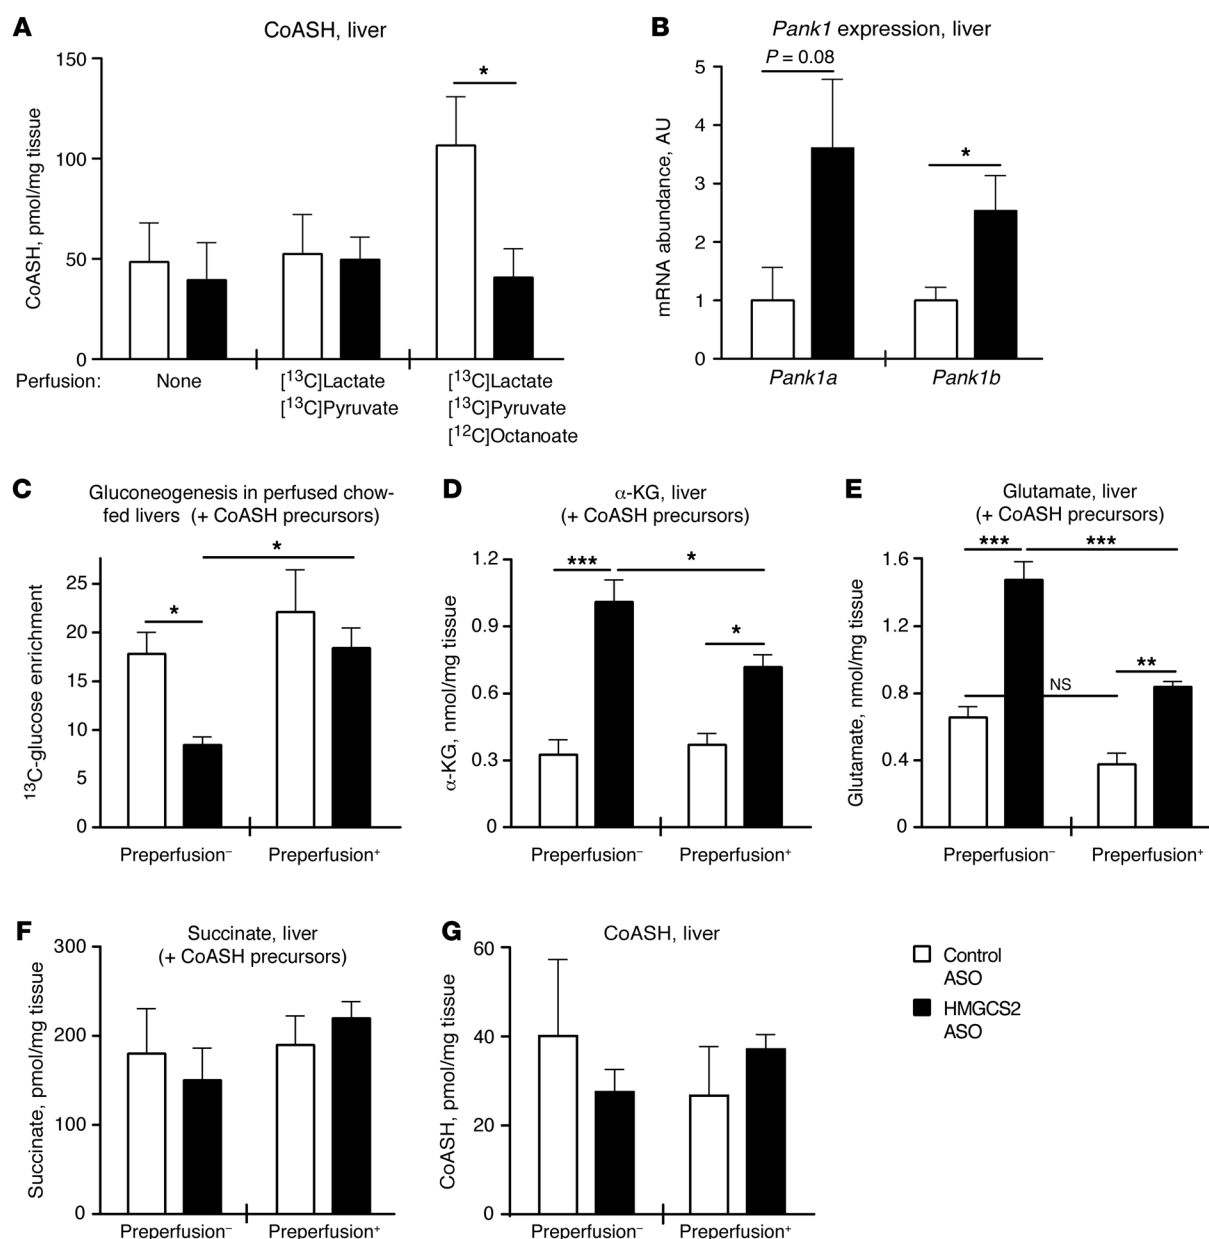 A
CoASH, liver
CoASH, pmol/mg tissue
150
100
50
0
*
Perfusion:
None
[¹³C]Lactate
[¹³C]Pyruvate
[¹³C]Lactate
[¹³C]Pyruvate
[¹²C]Octanoate
B
Pank1 expression, liver
mRNA abundance, AU
5
4
3
2
1
0
P = 0.08
*
Pank1a
Pank1b
C
Gluconeogenesis in perfused chow-
fed livers (+ CoASH precursors)
¹³C-glucose enrichment
25
20
15
10
5
0
*
*
Preperfusion⁻
Preperfusion⁺
D
α-KG, liver
(+ CoASH precursors)
α-KG, nmol/mg tissue
1.2
0.9
0.6
0.3
0
***
*
*
Preperfusion⁻
Preperfusion⁺
E
Glutamate, liver
(+ CoASH precursors)
Glutamate, nmol/mg tissue
1.6
1.2
0.8
0.4
0
***
***
NS
**
Preperfusion⁻
Preperfusion⁺
F
Succinate, liver
(+ CoASH precursors)
Succinate, pmol/mg tissue
300
200
100
0
Preperfusion⁻
Preperfusion⁺
G
CoASH, liver
CoASH, pmol/mg tissue
60
40
20
0
Preperfusion⁻
Preperfusion⁺
Control
ASO
HMGCS2
ASO